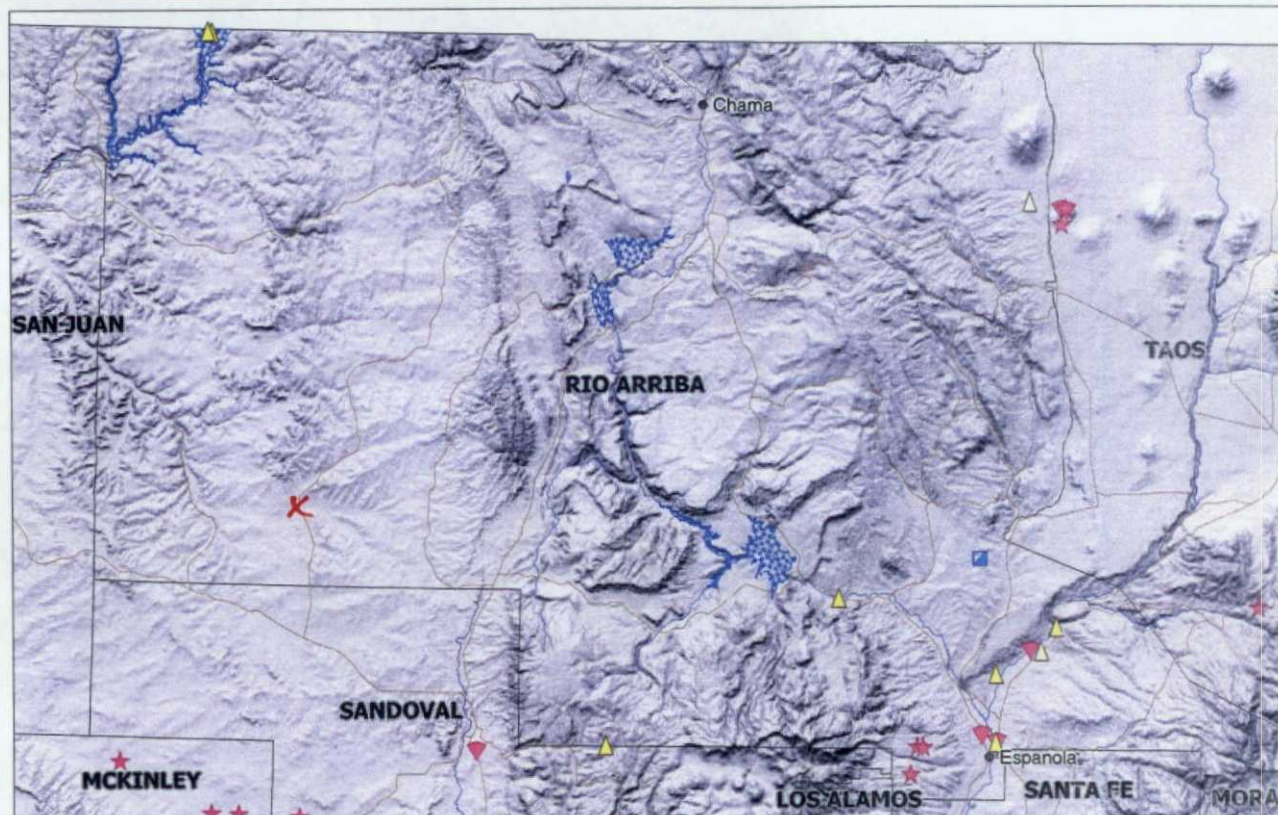 Chama
SAN JUAN
TAOS
RIO ARRIBA
SANDOVAL
Espanola
MCKINLEY
LOS ALAMOS
SANTA FE
MORA